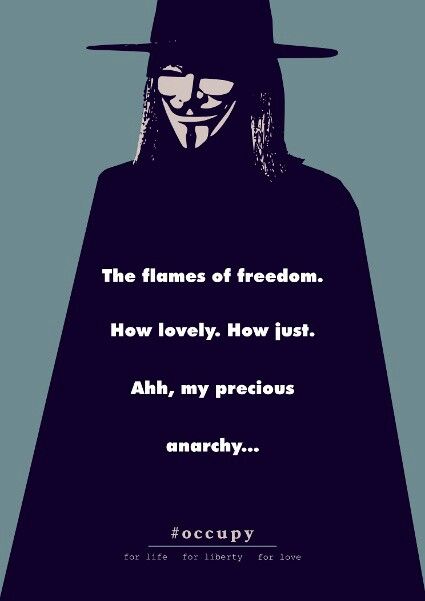 The flames of freedom.
How lovely. How just.
Ahh, my precious
anarchy...
#occupy
for life for liberty for love